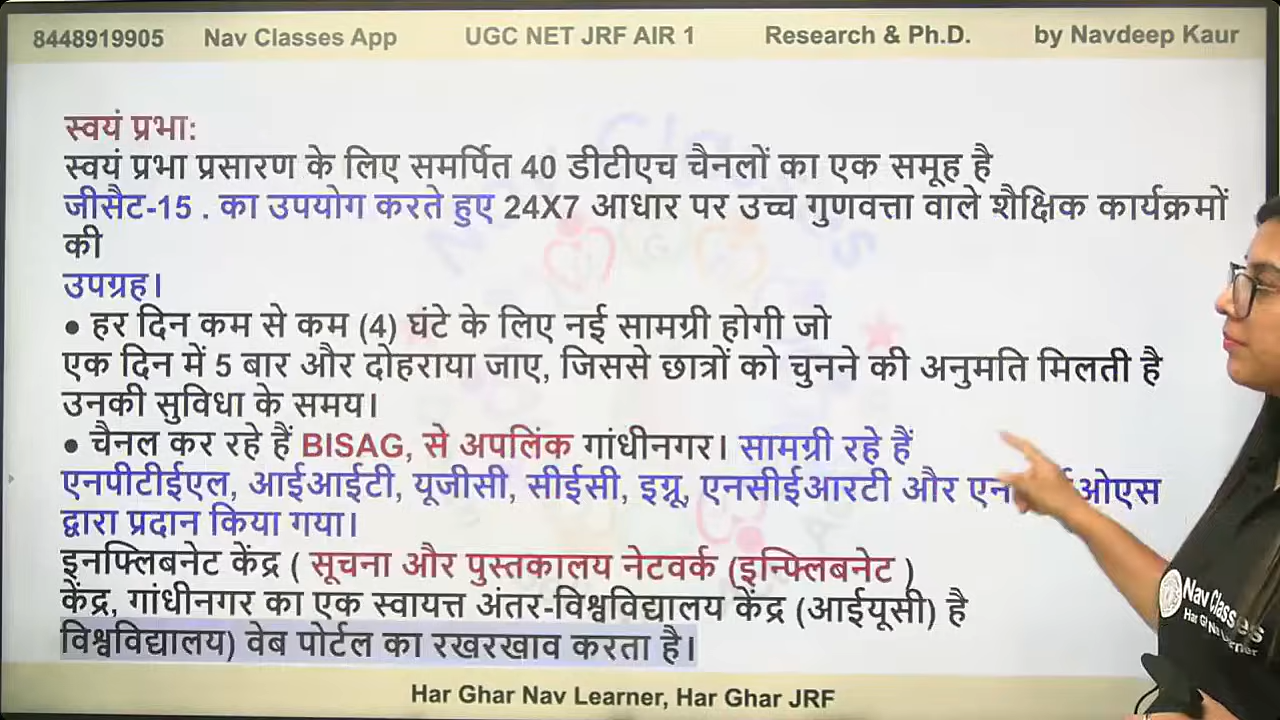 8448919905 Nav Classes App UGC NET JRF AIR 1 Research & Ph.D. by Navdeep Kaur
स्वयं प्रभा:
स्वयं प्रभा प्रसारण के लिए समर्पित 40 डीटीएच चैनलों का एक समूह है
जीसैट-15 . का उपयोग करते हुए 24X7 आधार पर उच्च गुणवत्ता वाले शैक्षिक कार्यक्रमों
की
उपग्रह।
• हर दिन कम से कम (4) घंटे के लिए नई सामग्री होगी जो
एक दिन में 5 बार और दोहराया जाए, जिससे छात्रों को चुनने की अनुमति मिलती है
उनकी सुविधा के समय।
• चैनल कर रहे हैं BISAG, से अपलिंक गांधीनगर। सामग्री रहे हैं
एनपीटीईएल, आईआईटी, यूजीसी, सीईसी, इग्नू, एनसीईआरटी और
द्वारा प्रदान किया गया।
इनफ्लिबनेट केंद्र ( सूचना और पुस्तकालय नेटवर्क (इन्फ्लिबनेट )
केंद्र, गांधीनगर का एक स्वायत्त अंतर-विश्वविद्यालय केंद्र (आईयूसी) है
विश्वविद्यालय) वेब पोर्टल का रखरखाव करता है।
Nav Classes
Har Ghar Nav Learner, Har Ghar JRF